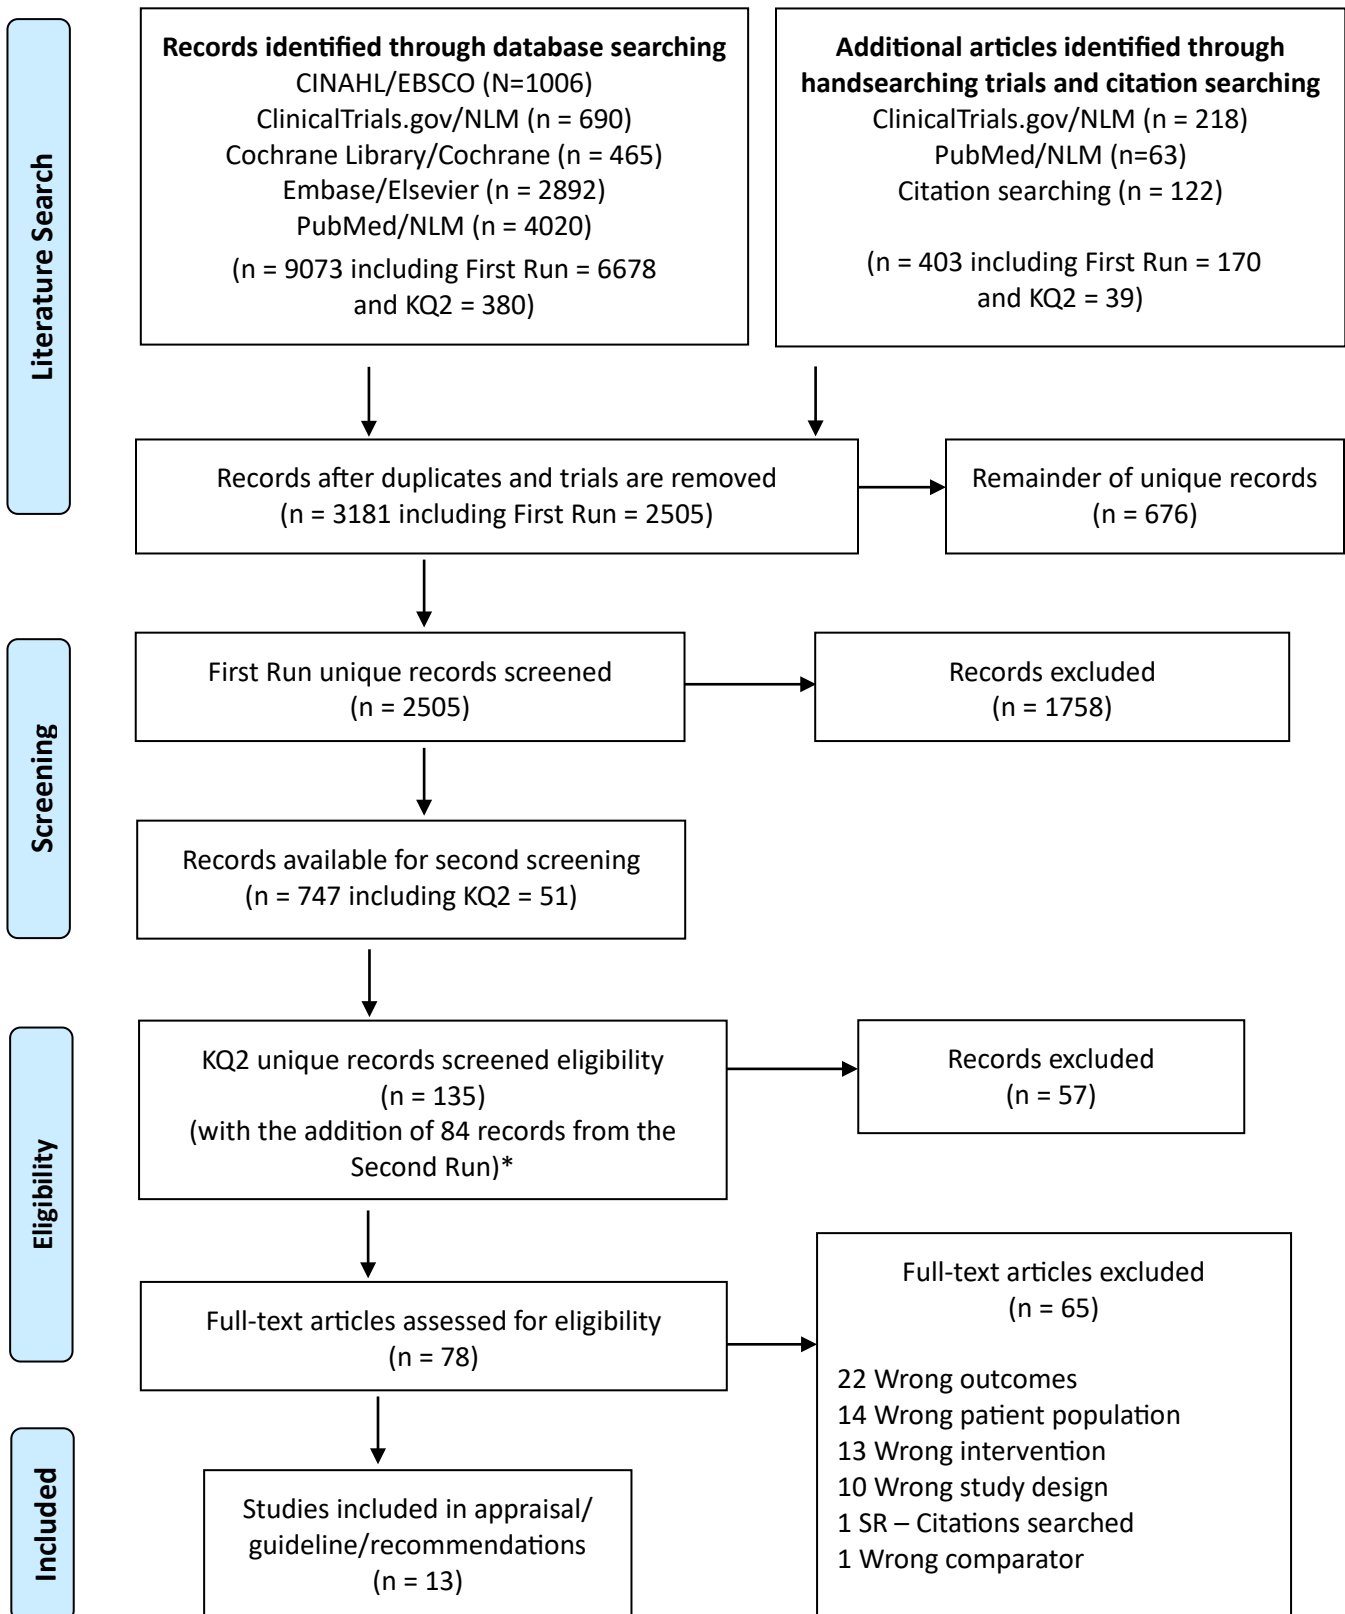 Literature Search
Records identified through database searching
CINAHL/EBSCO (N=1006)
ClinicalTrials.gov/NLM (n = 690)
Cochrane Library/Cochrane (n = 465)
Embase/Elsevier (n = 2892)
PubMed/NLM (n = 4020)
(n = 9073 including First Run = 6678
and KQ2 = 380)
Additional articles identified through
handsearching trials and citation searching
ClinicalTrials.gov/NLM (n = 218)
PubMed/NLM (n=63)
Citation searching (n = 122)
(n = 403 including First Run = 170
and KQ2 = 39)
Records after duplicates and trials are removed
(n = 3181 including First Run = 2505)
Remainder of unique records
(n = 676)
Screening
First Run unique records screened
(n = 2505)
Records excluded
(n = 1758)
Records available for second screening
(n = 747 including KQ2 = 51)
Eligibility
KQ2 unique records screened eligibility
(n = 135)
(with the addition of 84 records from the
Second Run)*
Records excluded
(n = 57)
Full-text articles assessed for eligibility
(n = 78)
Full-text articles excluded
(n = 65)
22 Wrong outcomes
14 Wrong patient population
13 Wrong intervention
10 Wrong study design
1 SR – Citations searched
1 Wrong comparator
Included
Studies included in appraisal/
guideline/recommendations
(n = 13)